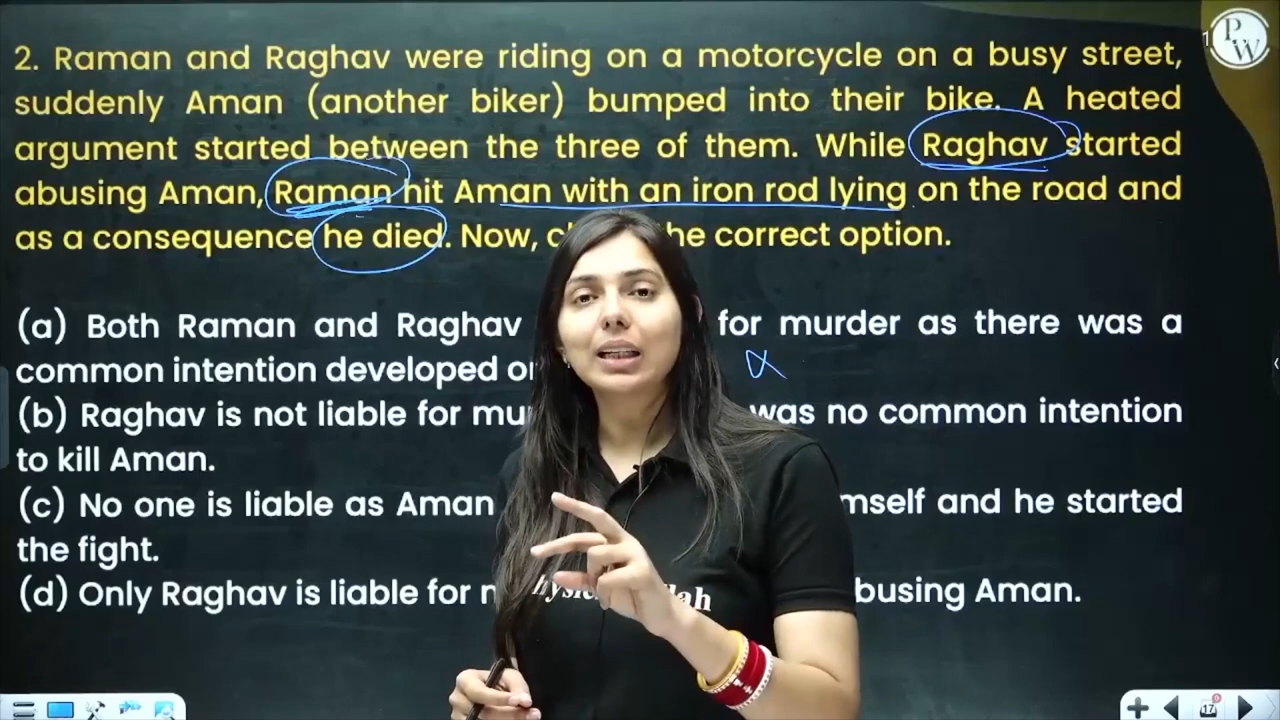 2. Raman and Raghav were riding on a motorcycle on a busy street,
suddenly Aman (another biker) bumped into their bike. A heated
argument started between the three of them. While Raghav started
abusing Aman, Raman hit Aman with an iron rod lying on the road and
as a consequence he died. Now, he correct option.
(a) Both Raman and Raghav for murder as there was a
common intention developed
(b) Raghav is not liable for was no common intention
to kill Aman.
(c) No one is liable as Aman and he started
the fight.
(d) Only Raghav is liable for busing Aman.
PW
17